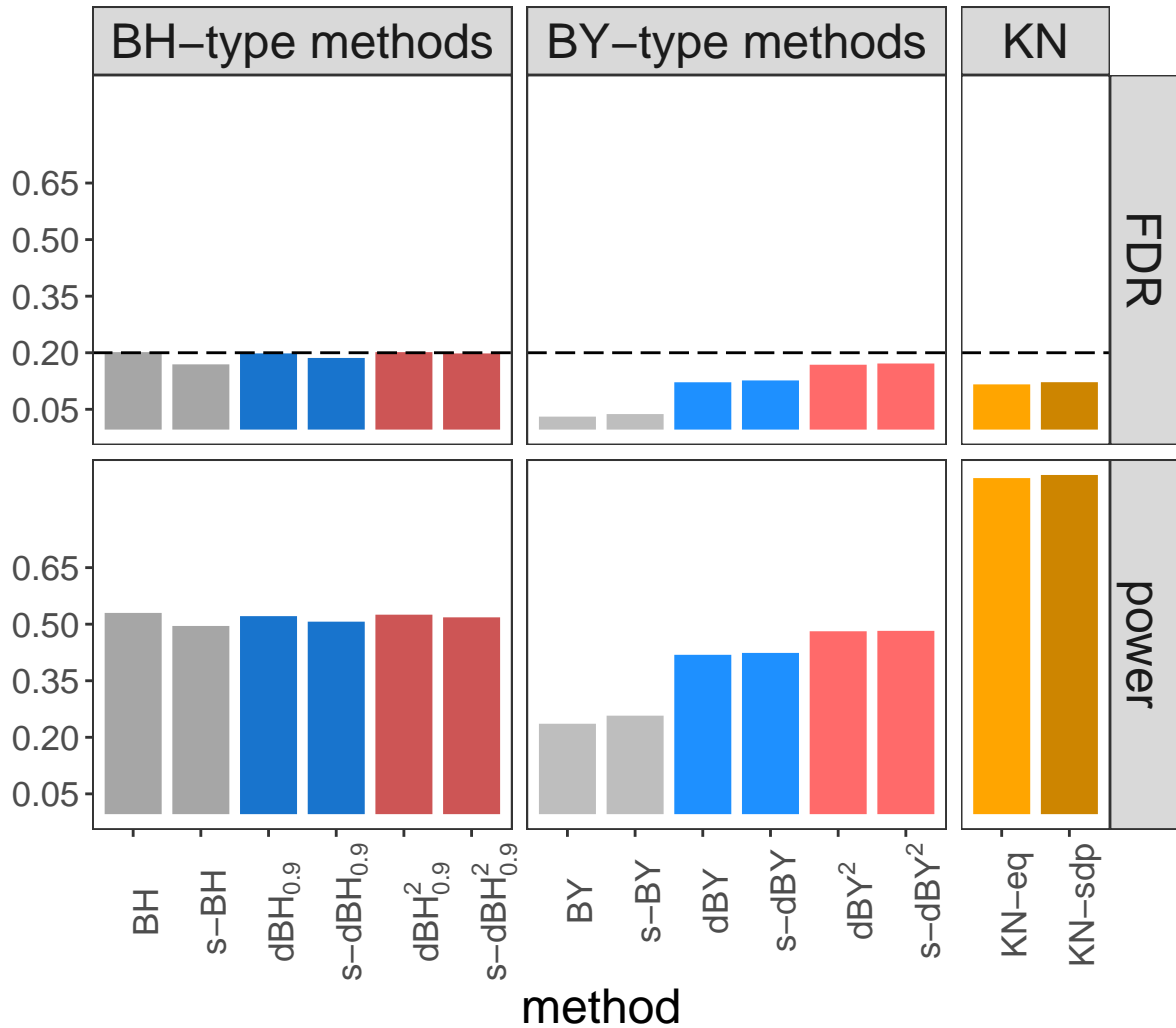 BH−type methods
BY−type methods
KN
0.65
0.50
0.35
0.20
0.05
FDR
0.65
0.50
0.35
0.20
0.05
power
BH
s−BH
dBH0.9
s−dBH0.9
dBH²0.9
s−dBH²0.9
BY
s−BY
dBY
s−dBY
dBY²
s−dBY²
KN−eq
KN−sdp
method